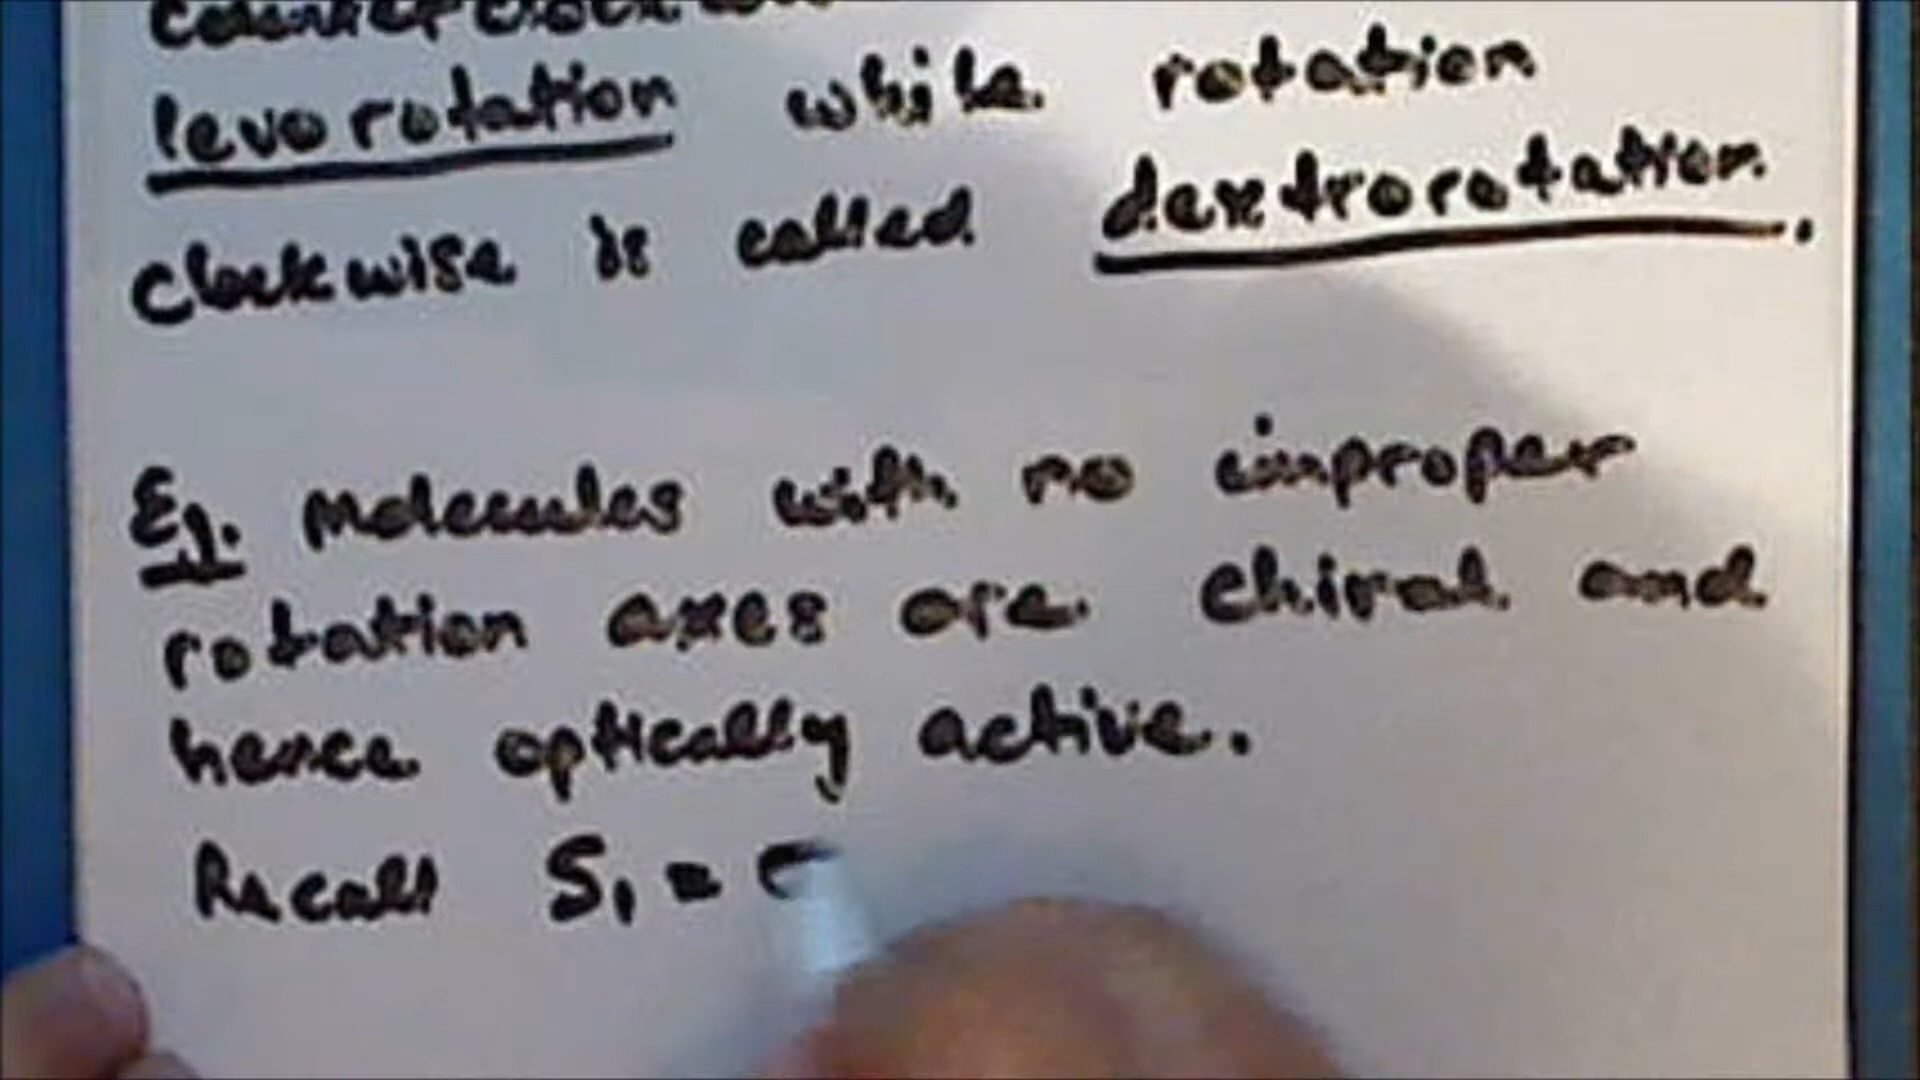 levorotation while rotation
clockwise is called dextrorotation.
Eg. Molecules with no improper
rotation axes are chiral and
hence optically active.
Recall S₁ = σ